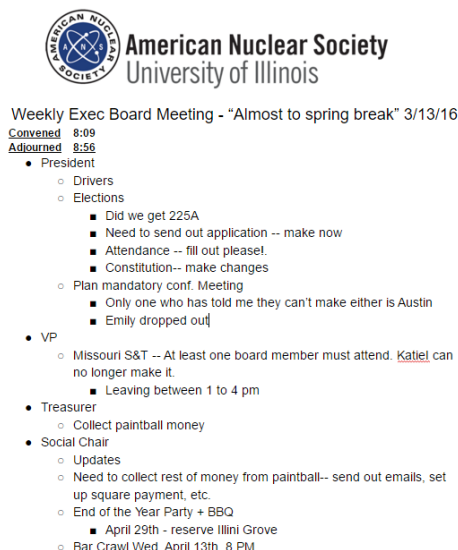 AMERICAN NUCLEAR
SOCIETY
ANS
American Nuclear Society
University of Illinois
Weekly Exec Board Meeting - “Almost to spring break” 3/13/16
Convened 8:09
Adjourned 8:56
● President
○ Drivers
○ Elections
■ Did we get 225A
■ Need to send out application -- make now
■ Attendance -- fill out please!.
■ Constitution-- make changes
○ Plan mandatory conf. Meeting
■ Only one who has told me they can’t make either is Austin
■ Emily dropped out
● VP
○ Missouri S&T -- At least one board member must attend. Katiel can
no longer make it.
■ Leaving between 1 to 4 pm
● Treasurer
○ Collect paintball money
● Social Chair
○ Updates
○ Need to collect rest of money from paintball-- send out emails, set
up square payment, etc.
○ End of the Year Party + BBQ
■ April 29th - reserve Illini Grove
○ Bar Crawl Wed. April 13th, 8 PM